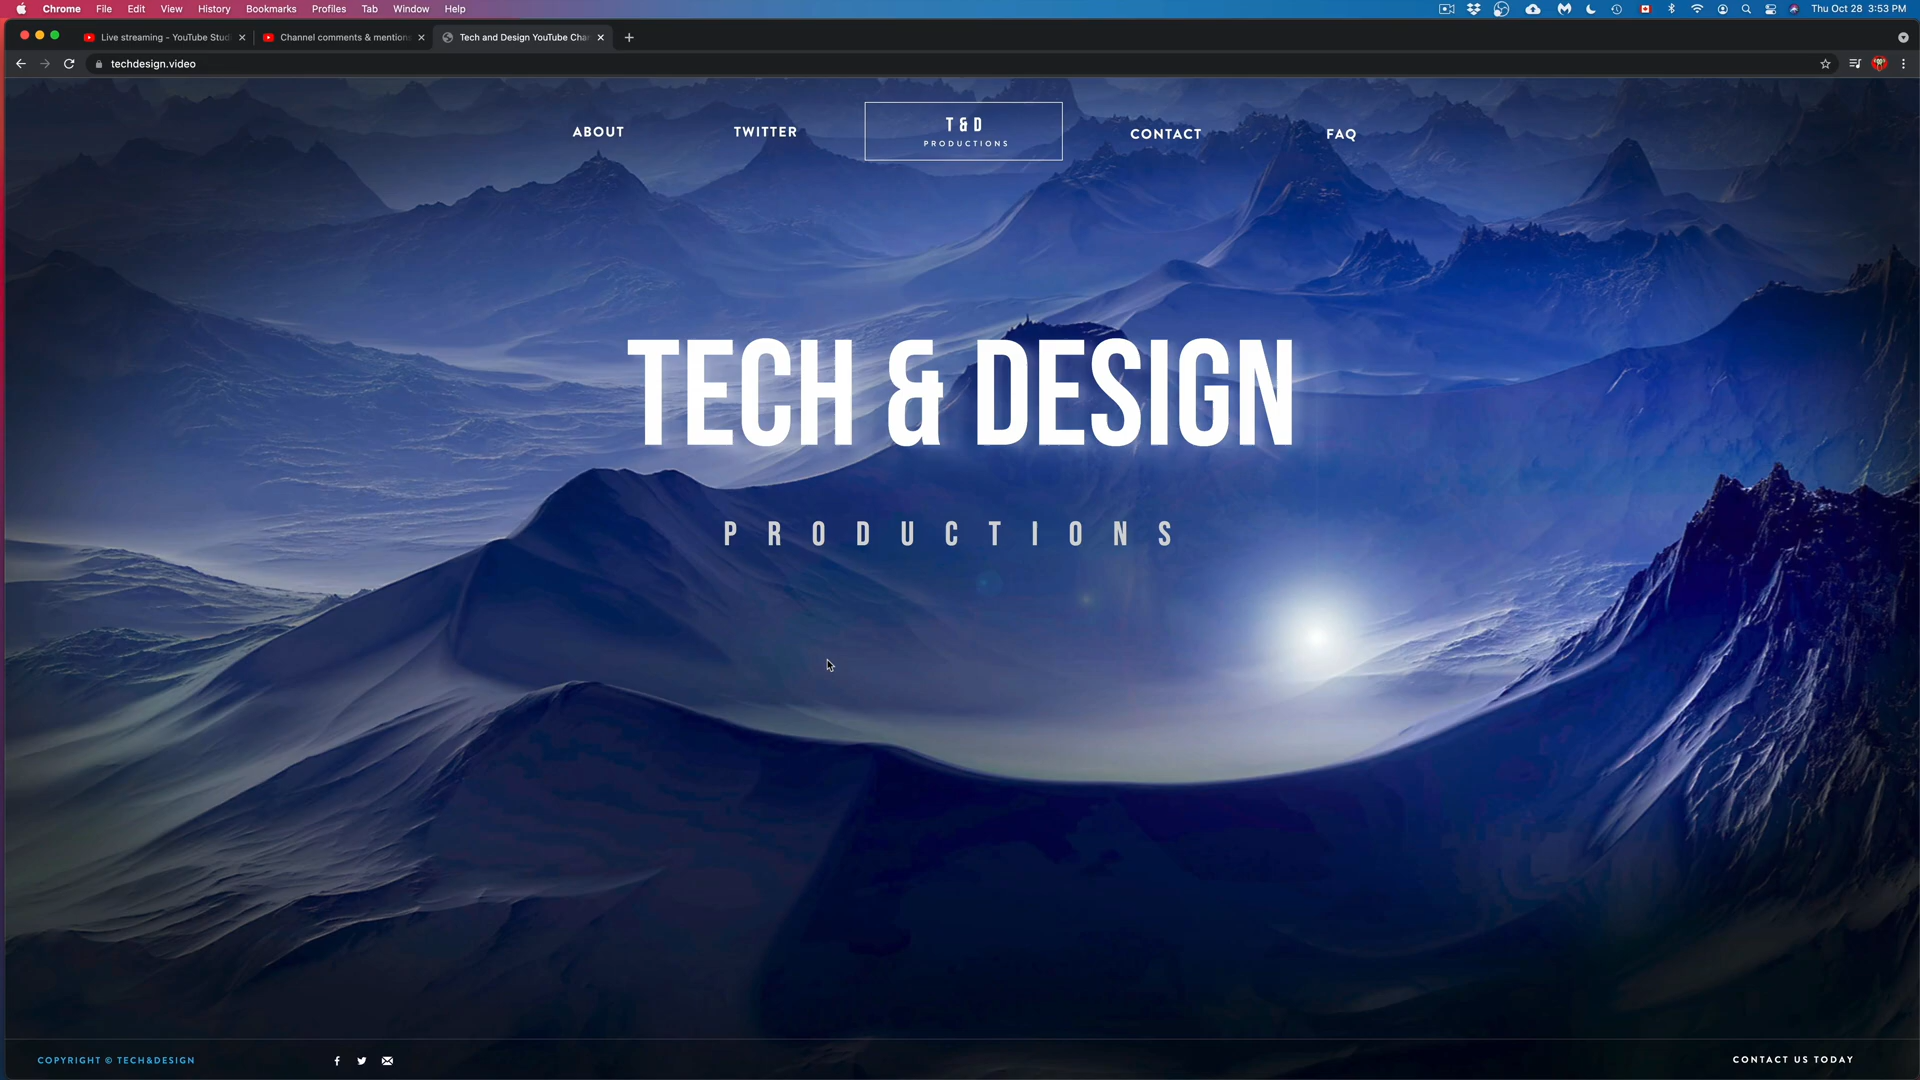 Chrome File Edit View History Bookmarks Profiles Tab Window Help Thu Oct 28 3:53 PM
Live streaming - YouTube Stud
Channel comments & mention
Tech and Design YouTube Cha
techdesign.video
ABOUT
TWITTER
T&D
PRODUCTIONS
CONTACT
FAQ
TECH & DESIGN
PRODUCTIONS
COPYRIGHT © TECH&DESIGN
CONTACT US TODAY